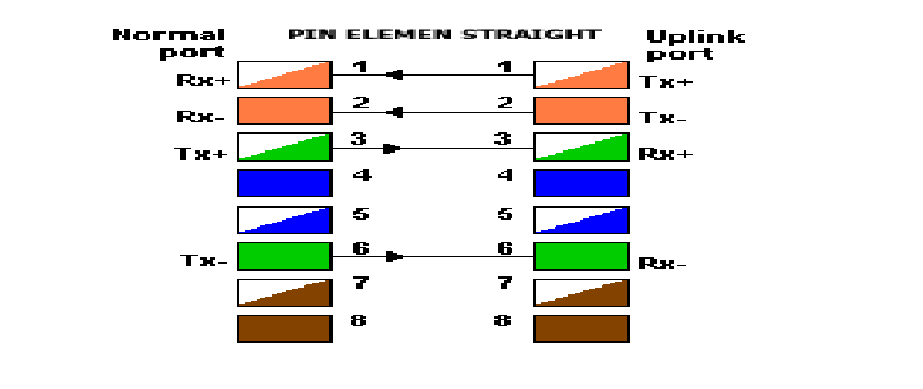 Normal port
PIN ELEMEN STRAIGHT
Uplink port
Rx+ 1 1 Tx+
Rx- 2 2 Tx-
Tx+ 3 3 Rx+
4 4
5 5
Tx- 6 6 Rx-
7 7
8 8